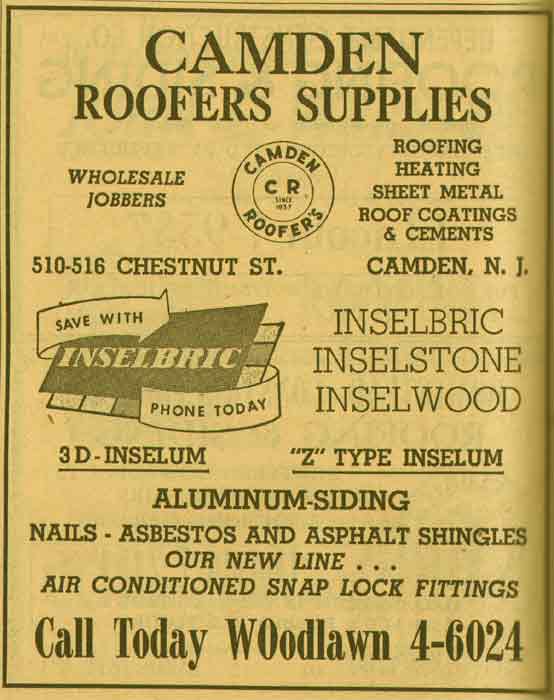 CAMDEN
ROOFERS SUPPLIES
WHOLESALE
JOBBERS
CAMDEN
C R
SINCE
1937
ROOFER'S
ROOFING
HEATING
SHEET METAL
ROOF COATINGS
& CEMENTS
510-516 CHESTNUT ST.
CAMDEN, N. J.
SAVE WITH
INSELBRIC
PHONE TODAY
INSELBRIC
INSELSTONE
INSELWOOD
3 D - INSELUM
"Z" TYPE INSELUM
ALUMINUM-SIDING
NAILS - ASBESTOS AND ASPHALT SHINGLES
OUR NEW LINE . . .
AIR CONDITIONED SNAP LOCK FITTINGS
Call Today WOodlawn 4-6024